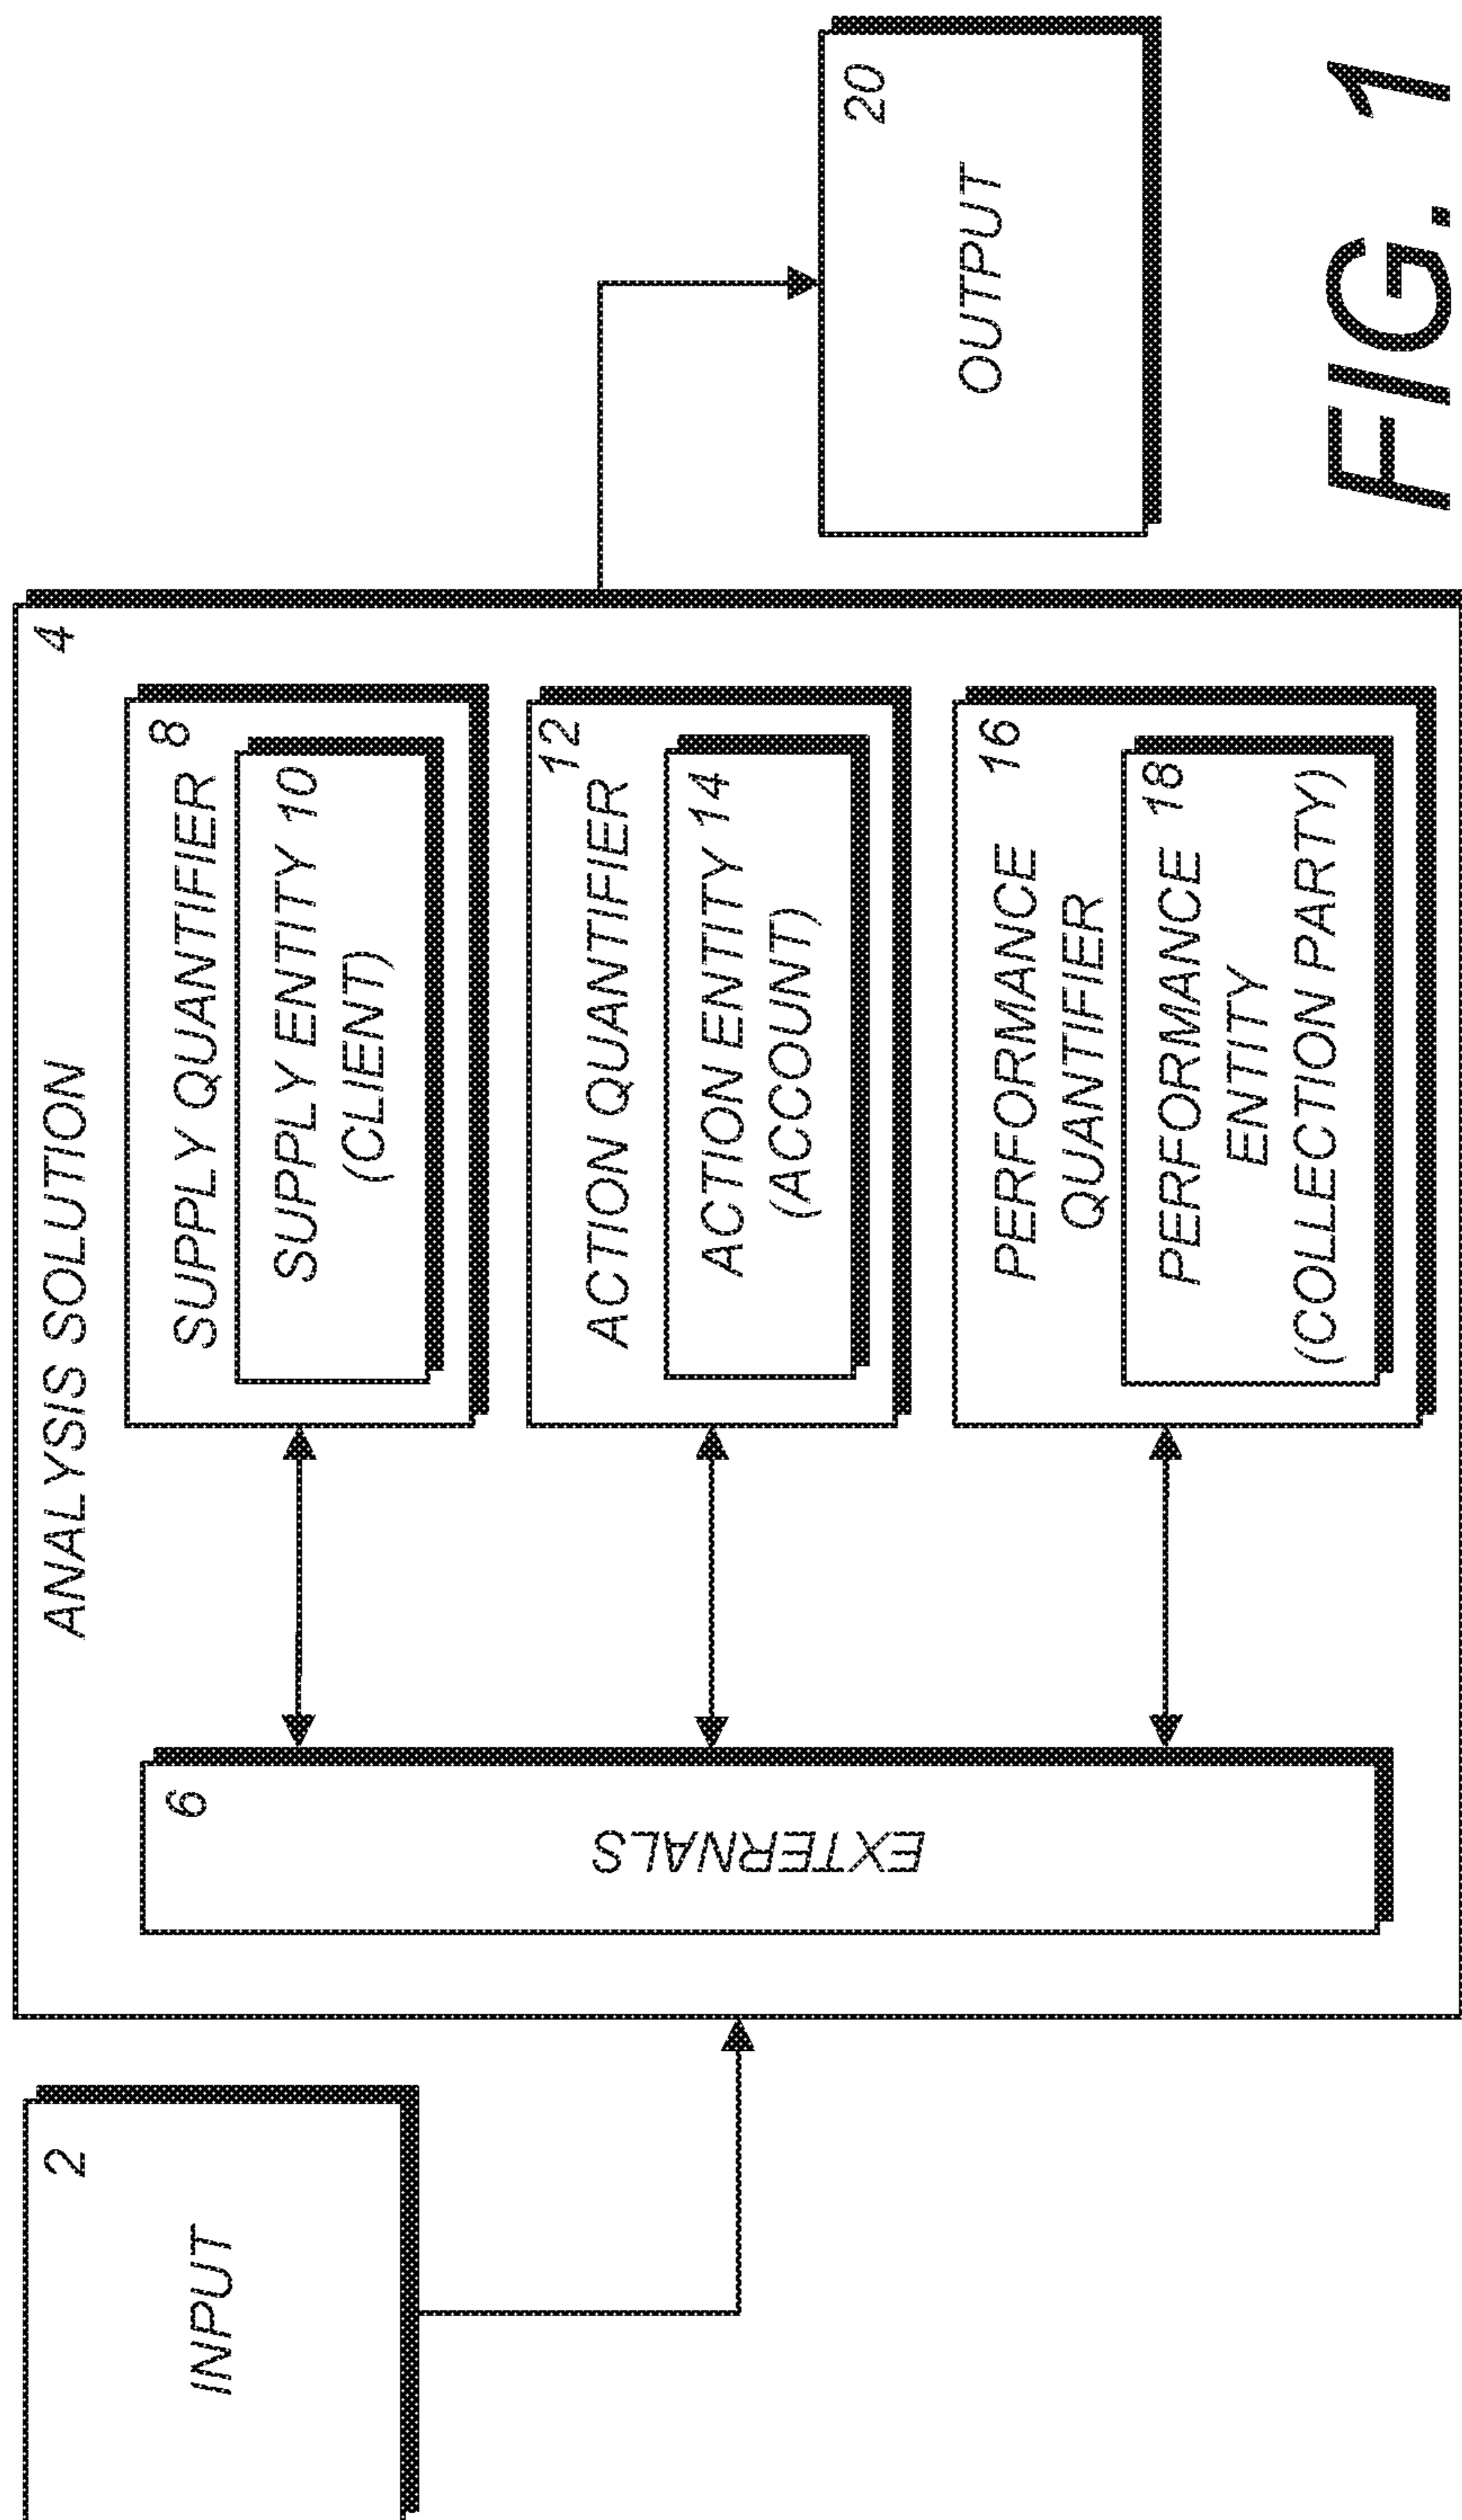 2
INPUT
ANALYSIS SOLUTION
4
6
EXTERNALS
8
SUPPLY QUANTIFIER
SUPPLY ENTITY 10
(CLIENT)
12
ACTION QUANTIFIER
ACTION ENTITY 14
(ACCOUNT)
PERFORMANCE 16
QUANTIFIER
PERFORMANCE 18
ENTITY
(COLLECTION PARTY)
20
OUTPUT
FIG. 1